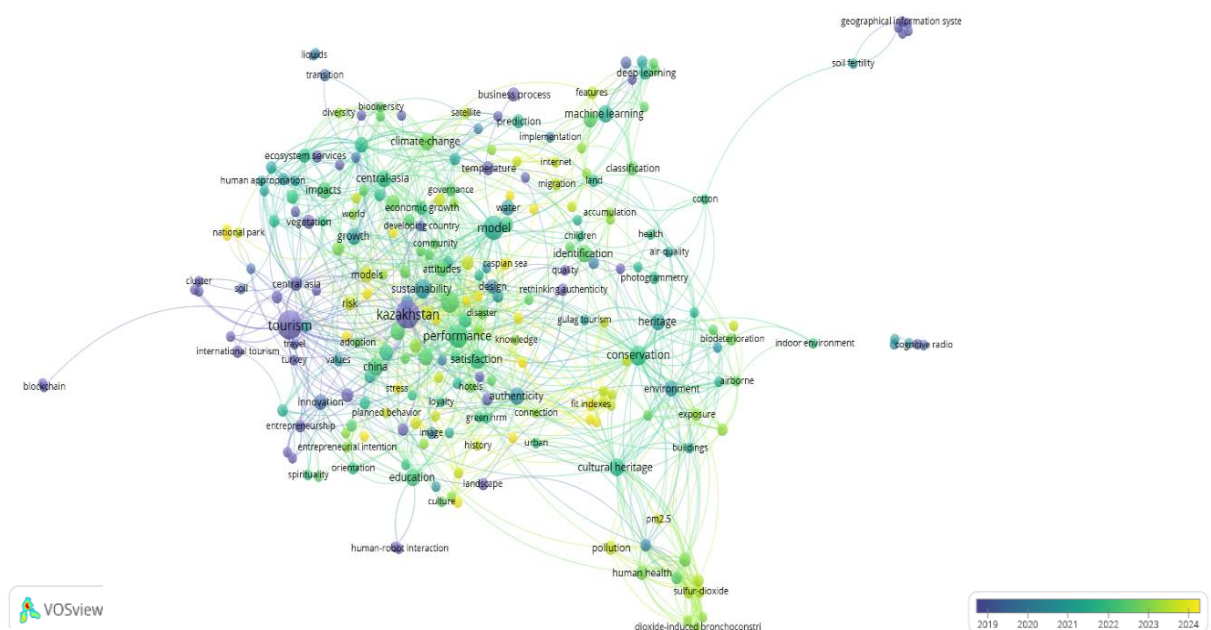 geographical information syste
soil fertility
liquids
transition
deep learning
business process
features
diversity
biodiversity
satellite
prediction
machine learning
implementation
climate-change
ecosystem services
internet
temperature
classification
human appropriation
central-asia
migration
land
impacts
governance
cotton
world
economic growth
water
accumulation
vegetation
developing country
model
national park
growth
children
health
community
identification
air-quality
caspian sea
models
attitudes
quality
photogrammetry
cluster
soil
central asia
sustainability
design
rethinking authenticity
risk
kazakhstan
disaster
gulag tourism
heritage
tourism
performance
biodeterioration
indoor environment
cognitive radio
travel
adoption
knowledge
international tourism
turkey
values
china
satisfaction
conservation
blockchain
stress
hotels
authenticity
environment
airborne
innovation
loyalty
fit indexes
planned behavior
green hrm
connection
exposure
entrepreneurship
image
entrepreneurial intention
history
urban
buildings
orientation
spirituality
education
landscape
cultural heritage
culture
pm2.5
human-robot interaction
pollution
human health
sulfur-dioxide
dioxide-induced bronchoconstri
VOSview
2019 2020 2021 2022 2023 2024